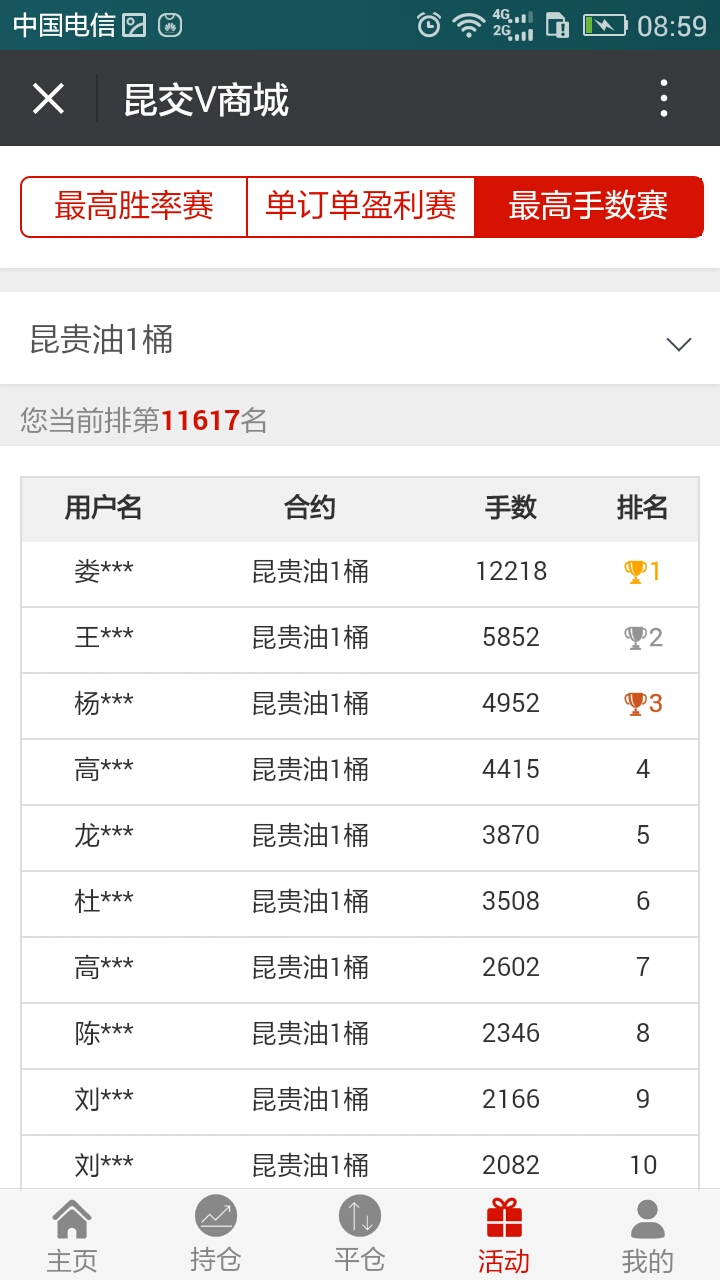 中国电信 4G 2G 08:59
昆交V商城
最高胜率赛 单订单盈利赛 最高手数赛
昆贵油1桶
您当前排第11617名
用户名 合约 手数 排名
娄*** 昆贵油1桶 12218 1
王*** 昆贵油1桶 5852 2
杨*** 昆贵油1桶 4952 3
高*** 昆贵油1桶 4415 4
龙*** 昆贵油1桶 3870 5
杜*** 昆贵油1桶 3508 6
高*** 昆贵油1桶 2602 7
陈*** 昆贵油1桶 2346 8
刘*** 昆贵油1桶 2166 9
刘*** 昆贵油1桶 2082 10
主页 持仓 平仓 活动 我的